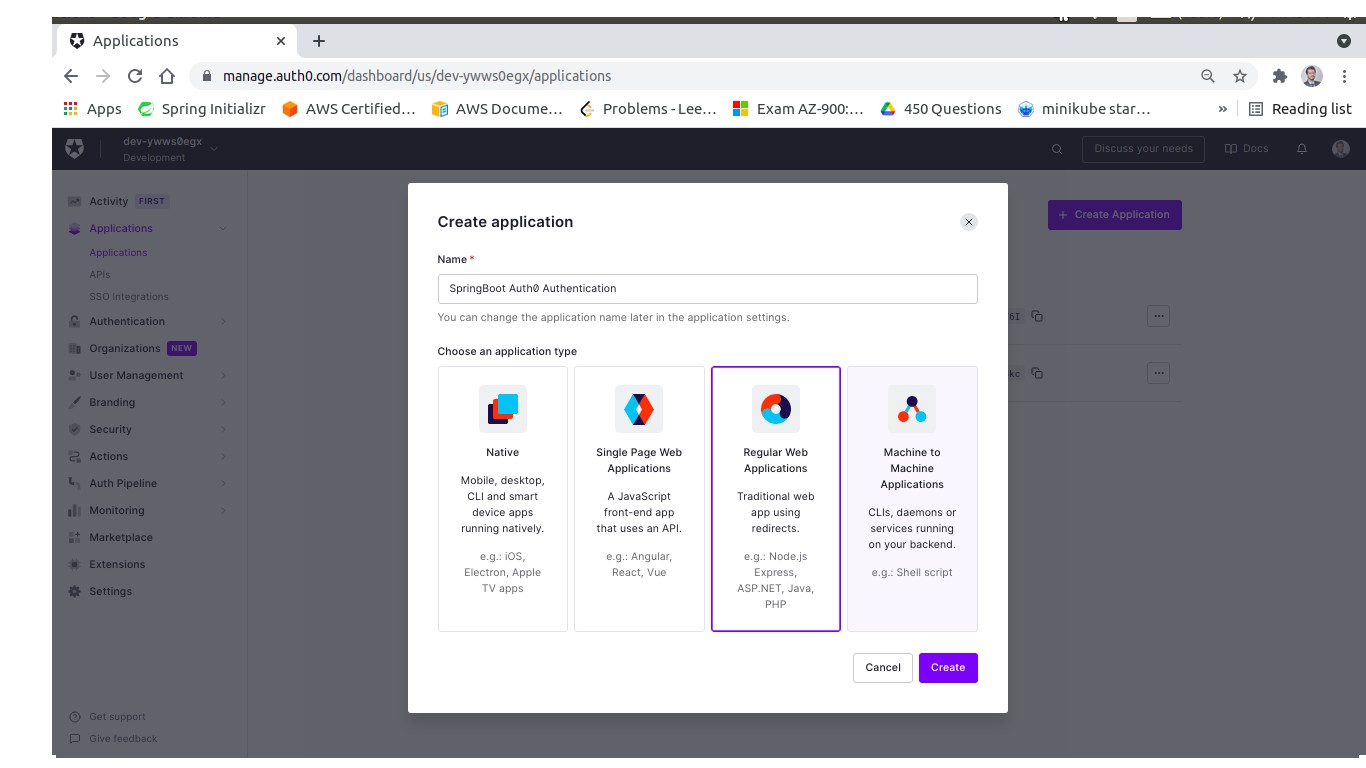 Applications
manage.auth0.com/dashboard/us/dev-ywws0egx/applications
Apps Spring Initializr AWS Certified... AWS Docume... Problems - Lee... Exam AZ-900:... 450 Questions minikube star... » Reading list
dev-ywws0egx
Development
Discuss your needs Docs
Activity FIRST
Applications
Applications
APIs
SSO Integrations
Authentication
Organizations NEW
User Management
Branding
Security
Actions
Auth Pipeline
Monitoring
Marketplace
Extensions
Settings
Get support
Give feedback
+ Create Application
Create application
Name *
SpringBoot Auth0 Authentication
You can change the application name later in the application settings.
Choose an application type
Native
Mobile, desktop,
CLI and smart
device apps
running natively.
e.g.: iOS,
Electron, Apple
TV apps
Single Page Web
Applications
A JavaScript
front-end app
that uses an API.
e.g.: Angular,
React, Vue
Regular Web
Applications
Traditional web
app using
redirects.
e.g.: Node.js
Express,
ASP.NET, Java,
PHP
Machine to
Machine
Applications
CLIs, daemons or
services running
on your backend.
e.g.: Shell script
Cancel Create